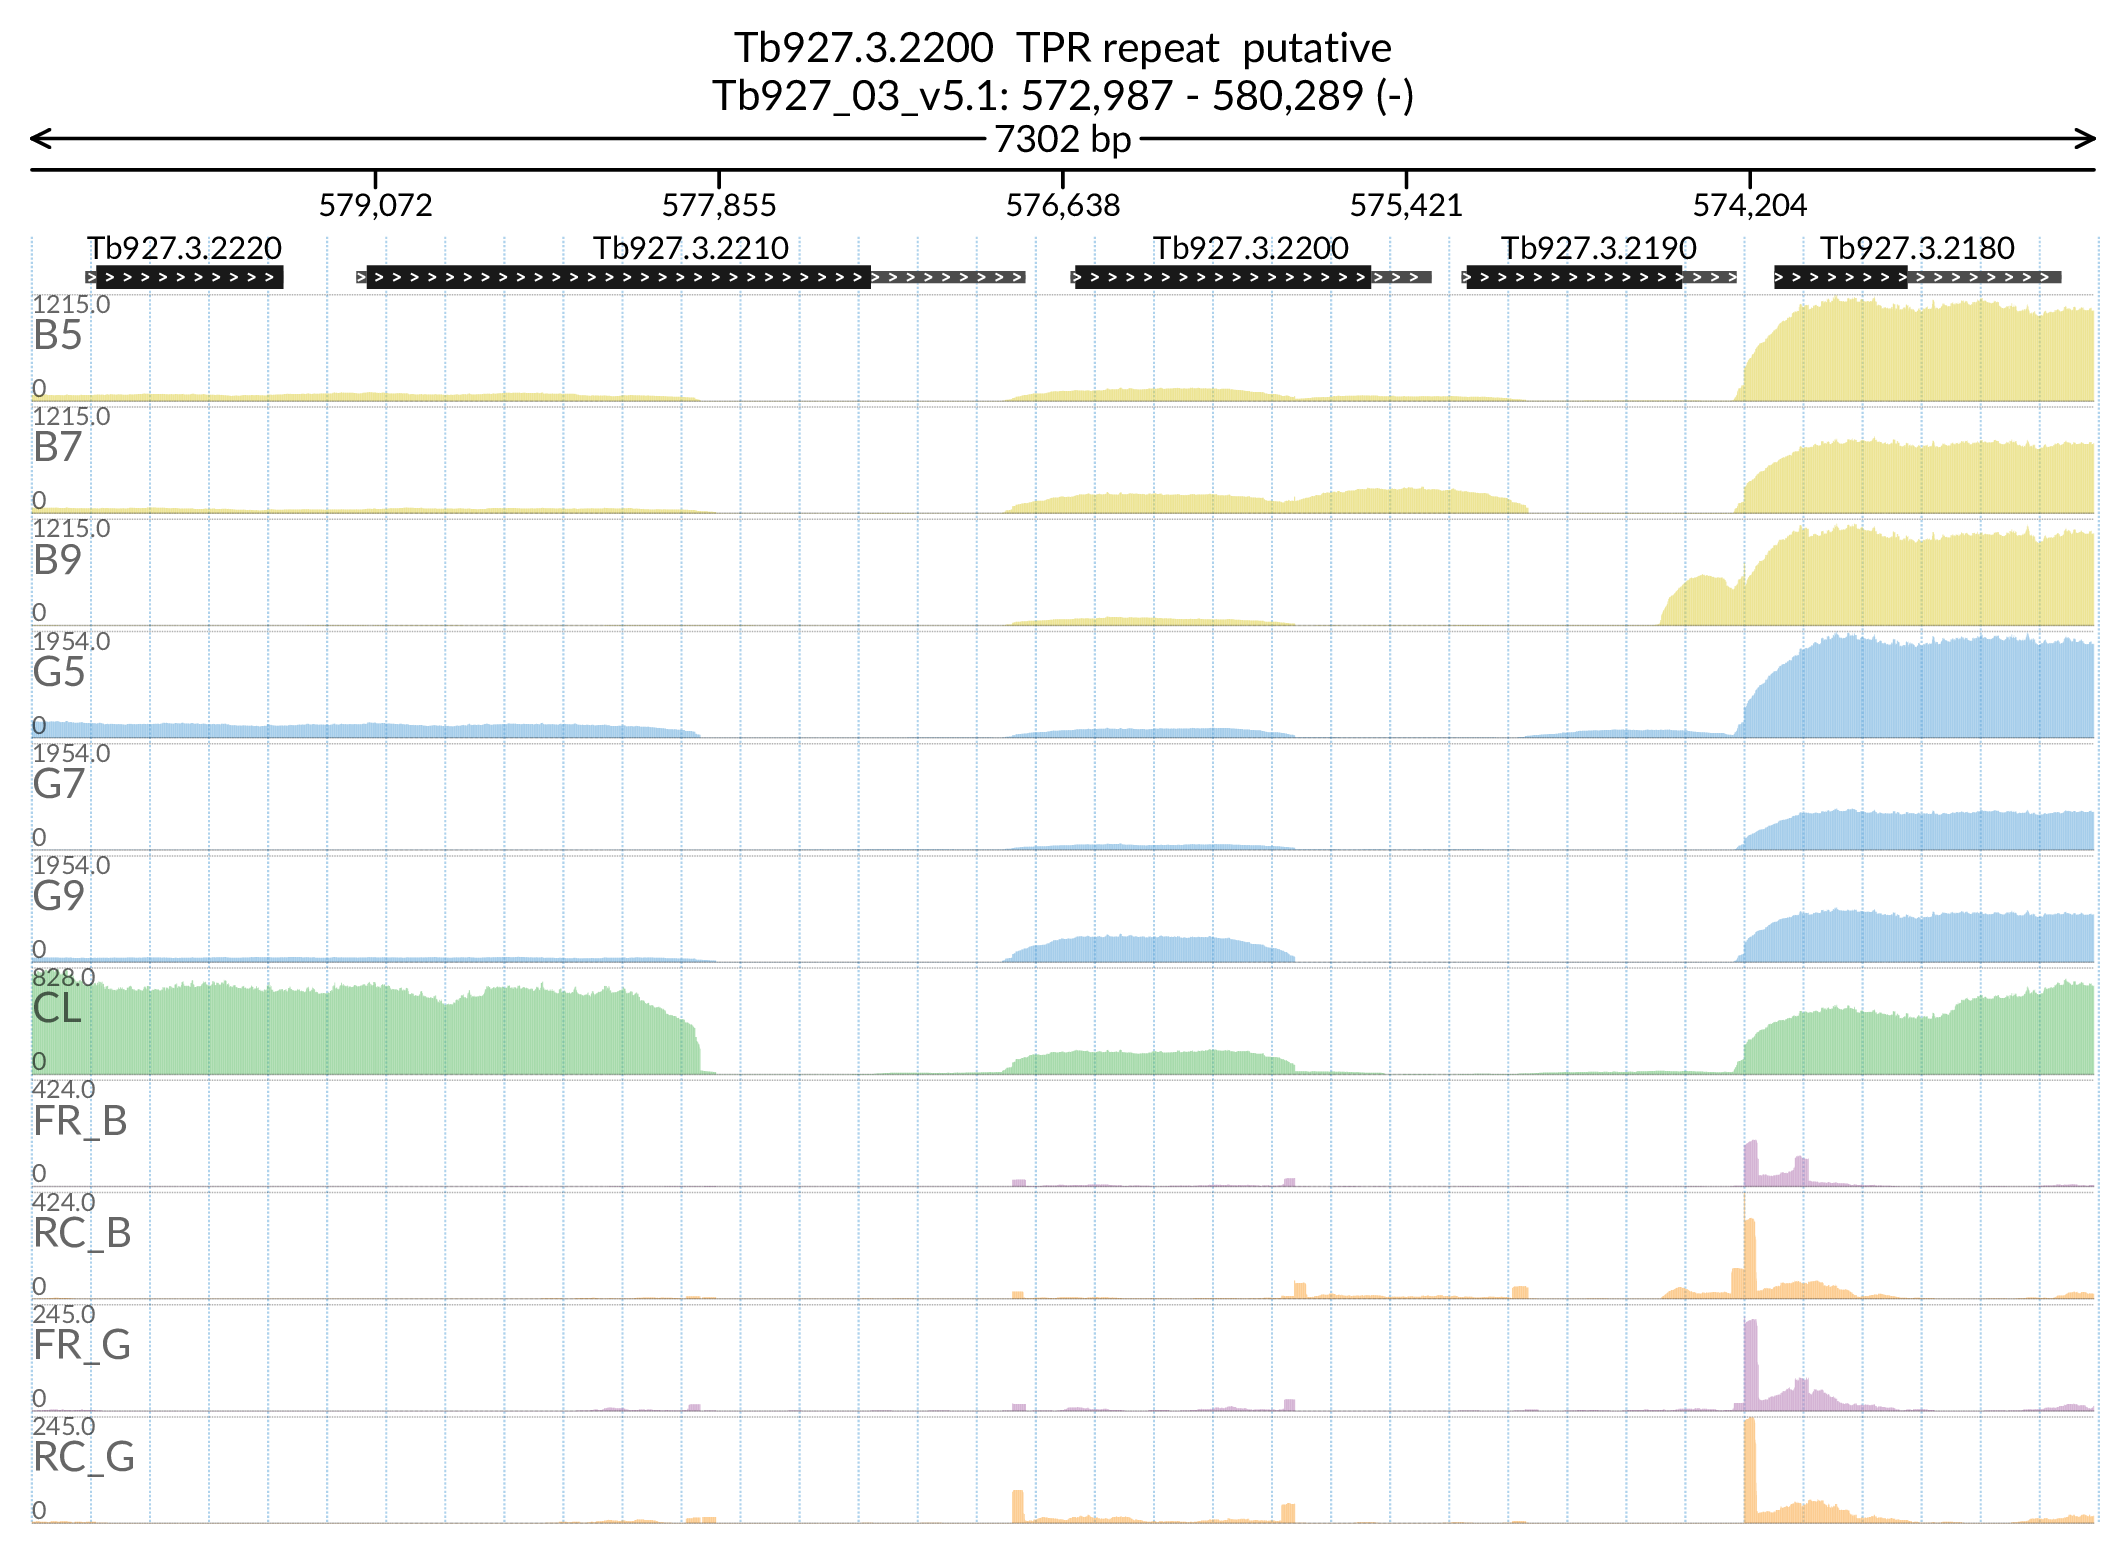 Tb927.3.2200  TPR repeat  putative
Tb927_03_v5.1: 572,987 - 580,289 (-)
7302 bp
579,072 577,855 576,638 575,421 574,204
Tb927.3.2220 Tb927.3.2210 Tb927.3.2200 Tb927.3.2190 Tb927.3.2180
1215.0
B5
0
1215.0
B7
0
1215.0
B9
0
1954.0
G5
0
1954.0
G7
0
1954.0
G9
0
828.0
CL
0
424.0
FR_B
0
424.0
RC_B
0
245.0
FR_G
0
245.0
RC_G
0